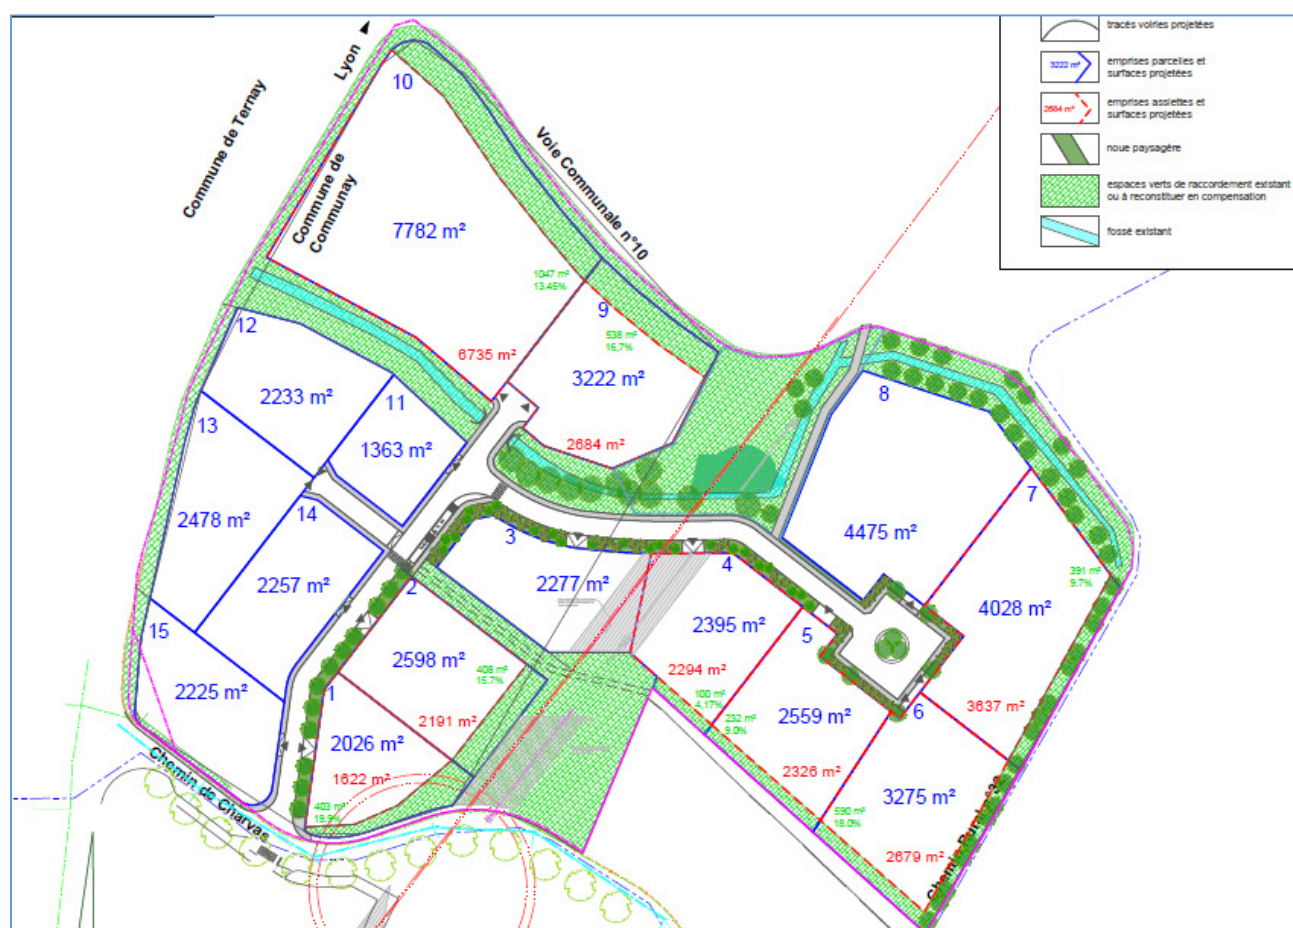 tracés voiries projetées
3222 m²
emprises parcelles et
surfaces projetées
2684 m²
emprises assiettes et
surfaces projetées
noue paysagère
espaces verts de raccordement existant
ou à reconstituer en compensation
fossé existant
Lyon
Commune de Ternay
Commune de
Communay
Voie Communale n°10
10
7782 m²
1047 m²
13.45%
6735 m²
9
538 m²
16,7%
3222 m²
2684 m²
12
2233 m²
11
1363 m²
13
2478 m²
14
2257 m²
15
2225 m²
8
4475 m²
7
4028 m²
391 m²
9.7%
3637 m²
3
2277 m²
4
2395 m²
2294 m²
100 m²
4,17%
2
2598 m²
408 m²
15.7%
2191 m²
5
2559 m²
232 m²
9.0%
2326 m²
1
2026 m²
1622 m²
403 m²
19.9%
6
3275 m²
590 m²
18.0%
2679 m²
Chemin de Charvas